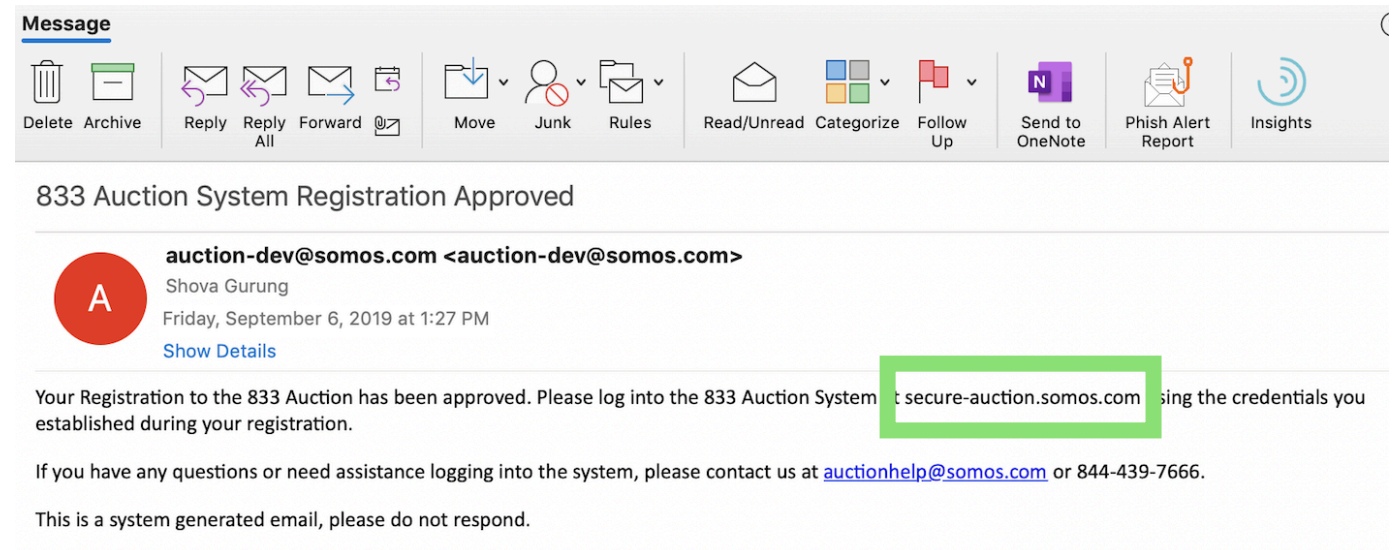 Message
Delete Archive Reply Reply All Forward Move Junk Rules Read/Unread Categorize Follow Up Send to OneNote Phish Alert Report Insights
N
833 Auction System Registration Approved
A
auction-dev@somos.com <auction-dev@somos.com>
Shova Gurung
Friday, September 6, 2019 at 1:27 PM
Show Details
Your Registration to the 833 Auction has been approved. Please log into the 833 Auction System t secure-auction.somos.com sing the credentials you
established during your registration.
If you have any questions or need assistance logging into the system, please contact us at auctionhelp@somos.com or 844-439-7666.
This is a system generated email, please do not respond.